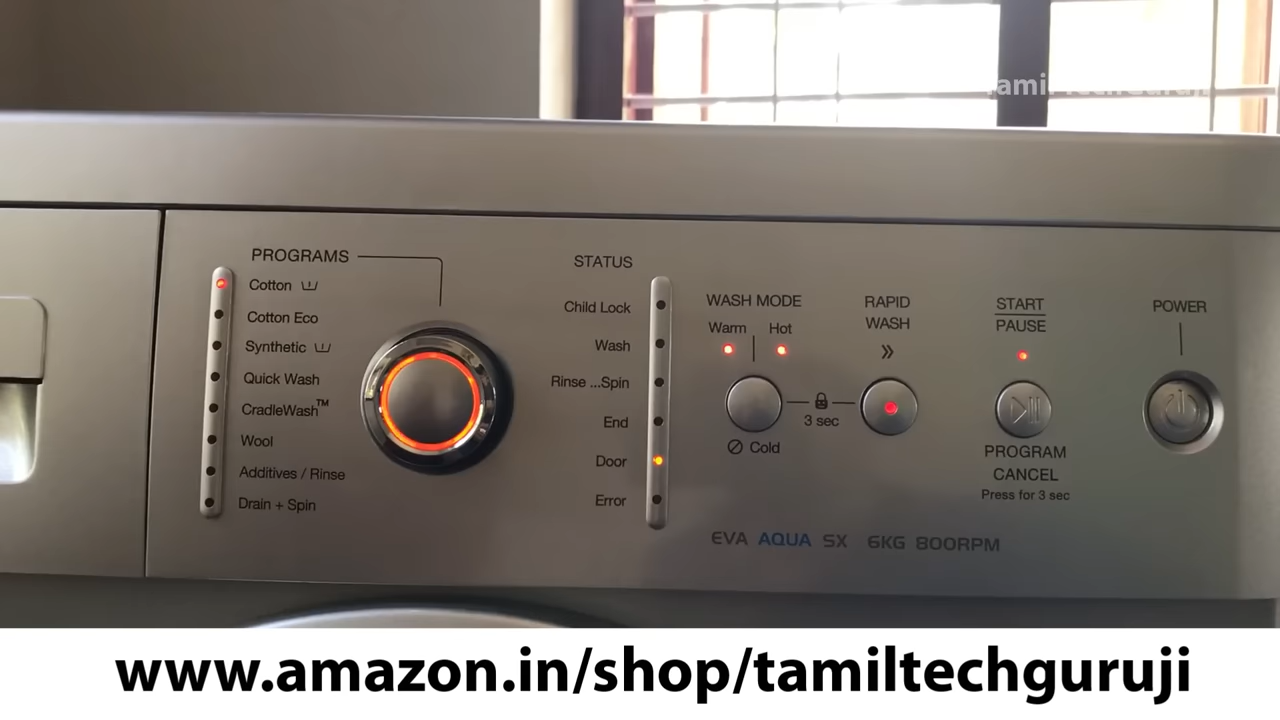 TamilTechGuruji
PROGRAMS
Cotton
Cotton Eco
Synthetic
Quick Wash
CradleWash™
Wool
Additives / Rinse
Drain + Spin
STATUS
Child Lock
Wash
Rinse ...Spin
End
Door
Error
WASH MODE
Warm
Hot
Cold
3 sec
RAPID
WASH
START
PAUSE
PROGRAM
CANCEL
Press for 3 sec
POWER
EVA AQUA SX 6KG 800RPM
www.amazon.in/shop/tamiltechguruji